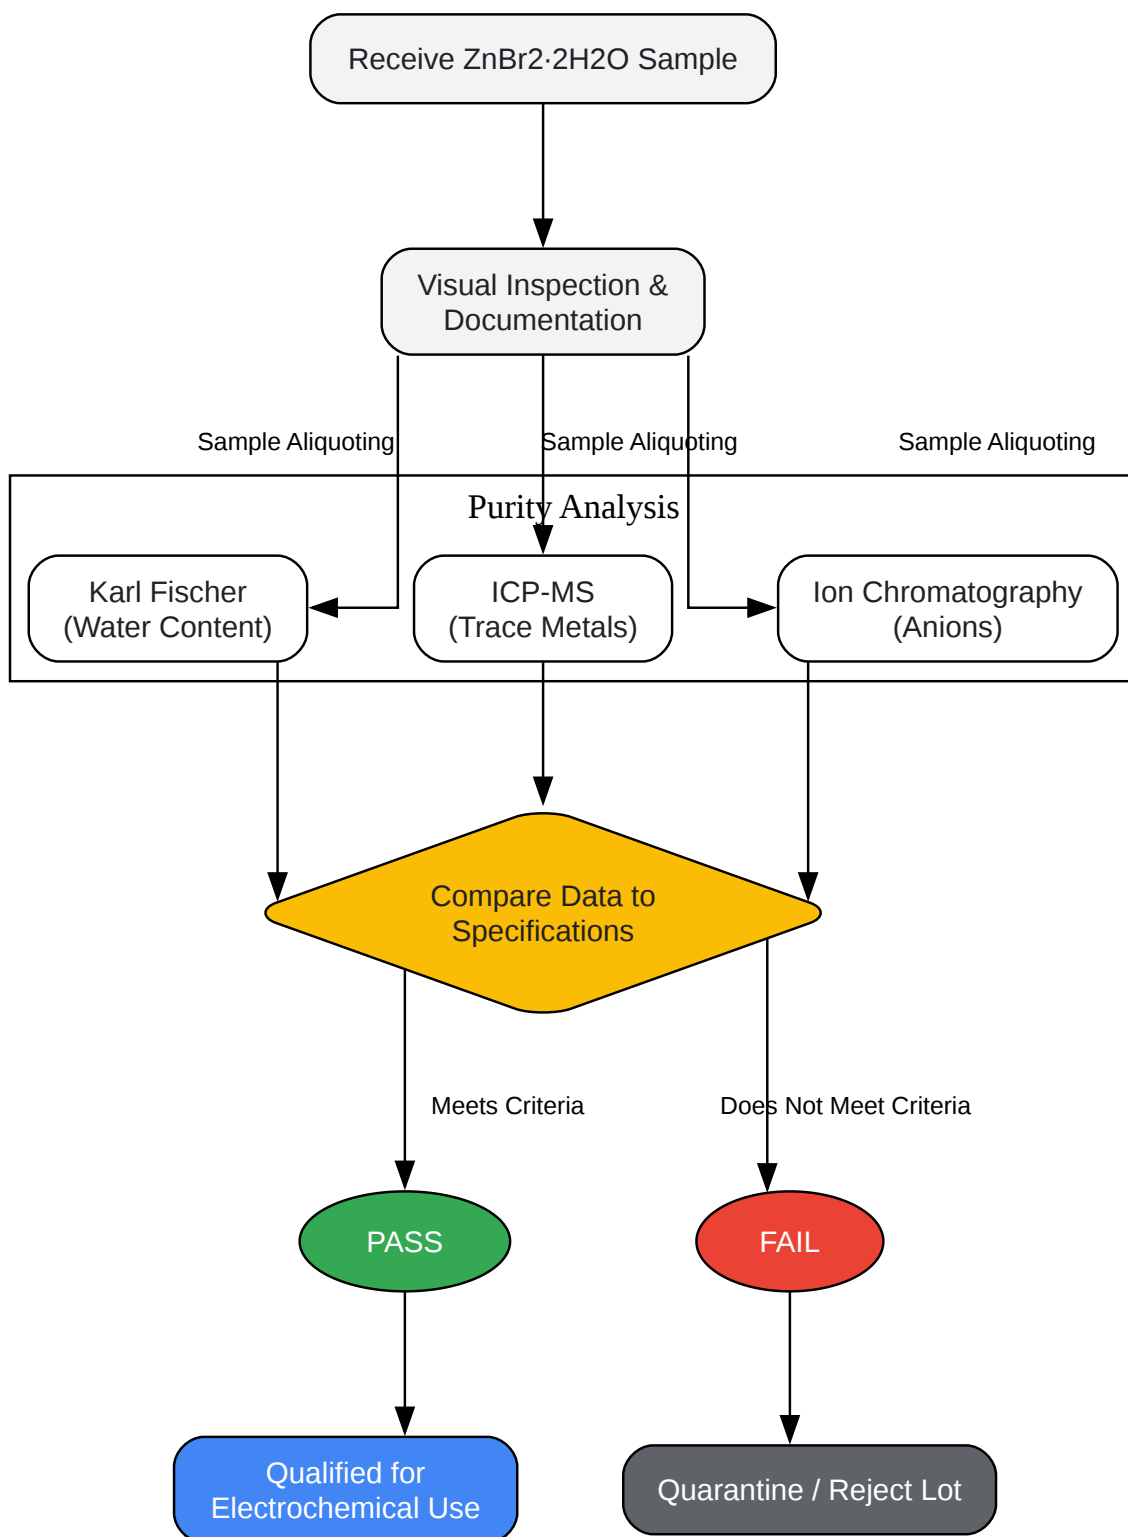 Receive ZnBr2·2H2O Sample
Visual Inspection &
Documentation
Sample Aliquoting
Sample Aliquoting
Sample Aliquoting
Purity Analysis
Karl Fischer
(Water Content)
ICP-MS
(Trace Metals)
Ion Chromatography
(Anions)
Compare Data to
Specifications
Meets Criteria
Does Not Meet Criteria
PASS
FAIL
Qualified for
Electrochemical Use
Quarantine / Reject Lot